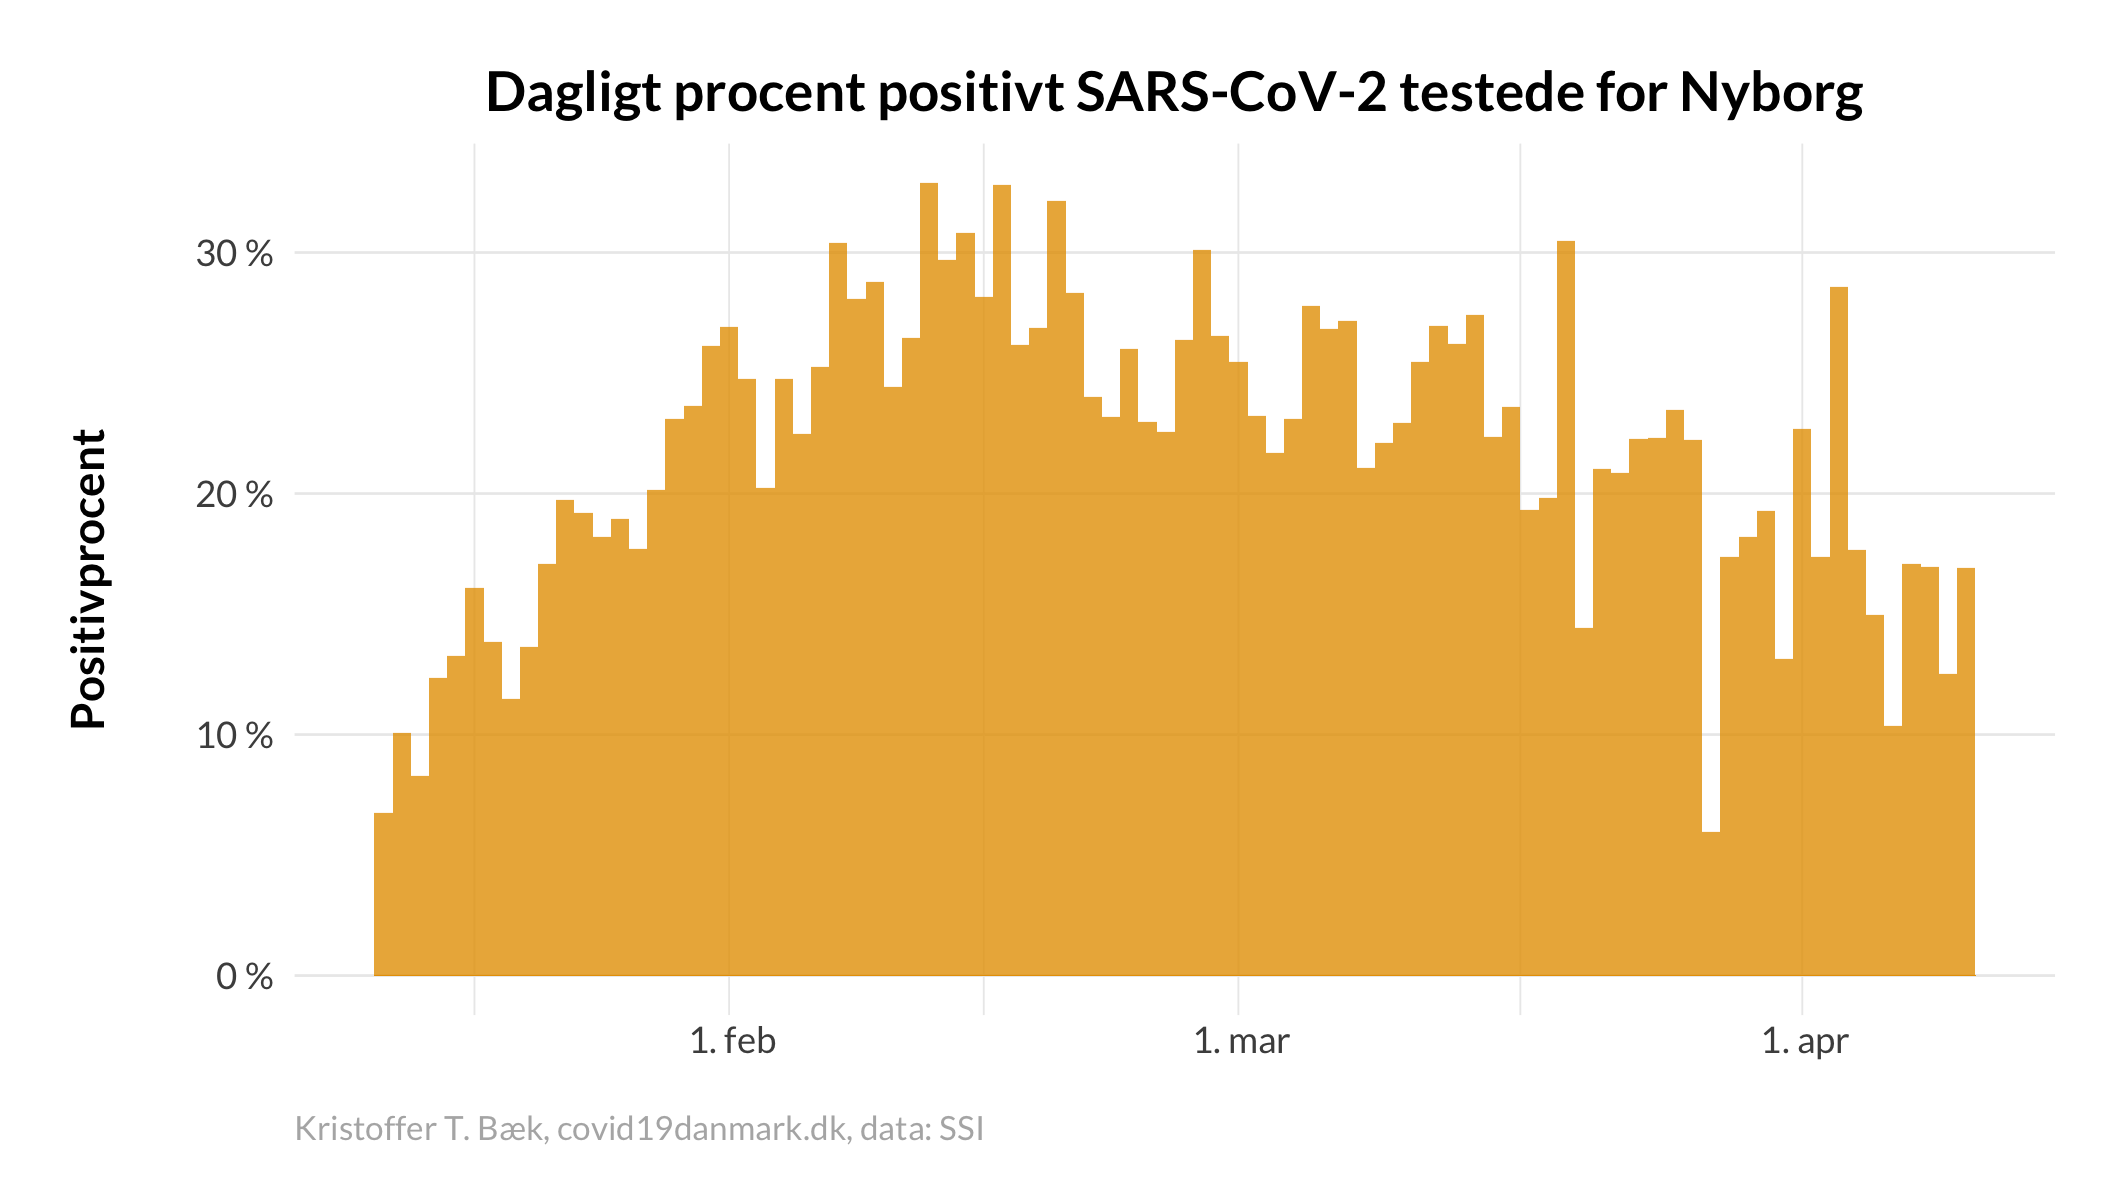 Dagligt procent positivt SARS-CoV-2 testede for Nyborg
Positivprocent
30 %
20 %
10 %
0 %
1. feb
1. mar
1. apr
Kristoffer T. Bæk, covid19danmark.dk, data: SSI